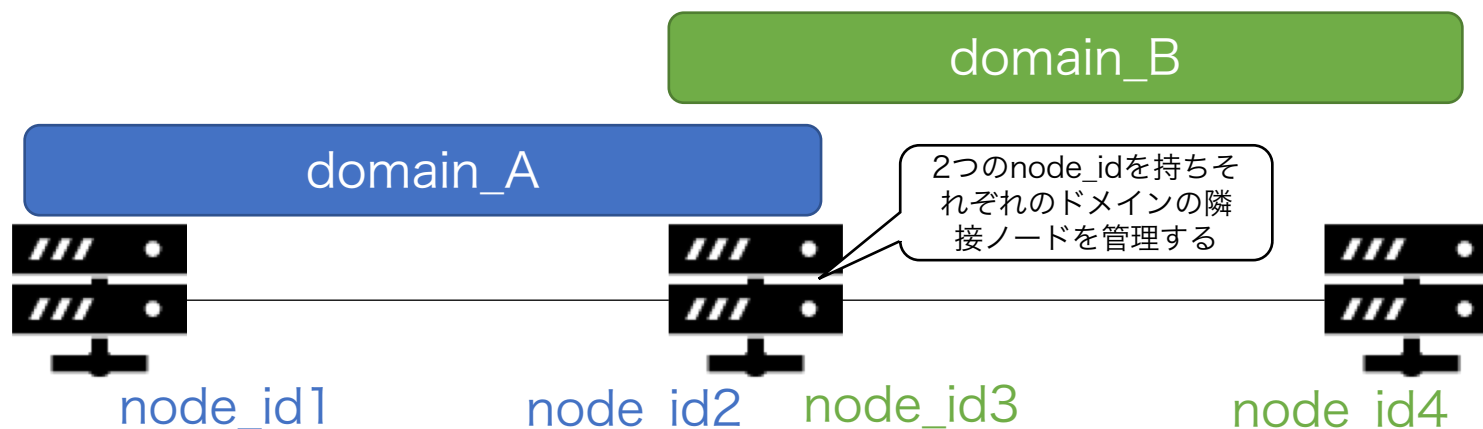 domain_B
domain_A
2つのnode_idを持ちそ
れぞれのドメインの隣
接ノードを管理する
node_id1
node_id2
node_id3
node_id4